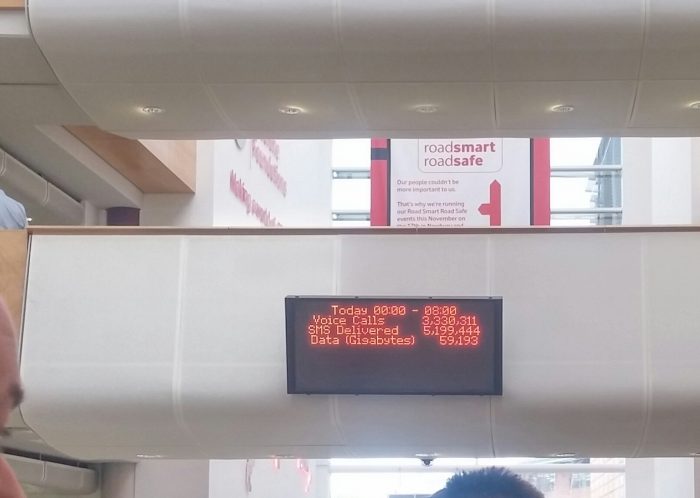 roadsmart
roadsafe
Our people couldn't be
more important to us.
That's why we're running
our Road Smart Road Safe
events this November on
Today 00:00 - 08:00
Voice Calls 3,330,311
SMS Delivered 5,199,444
Data (Gigabytes) 59,193